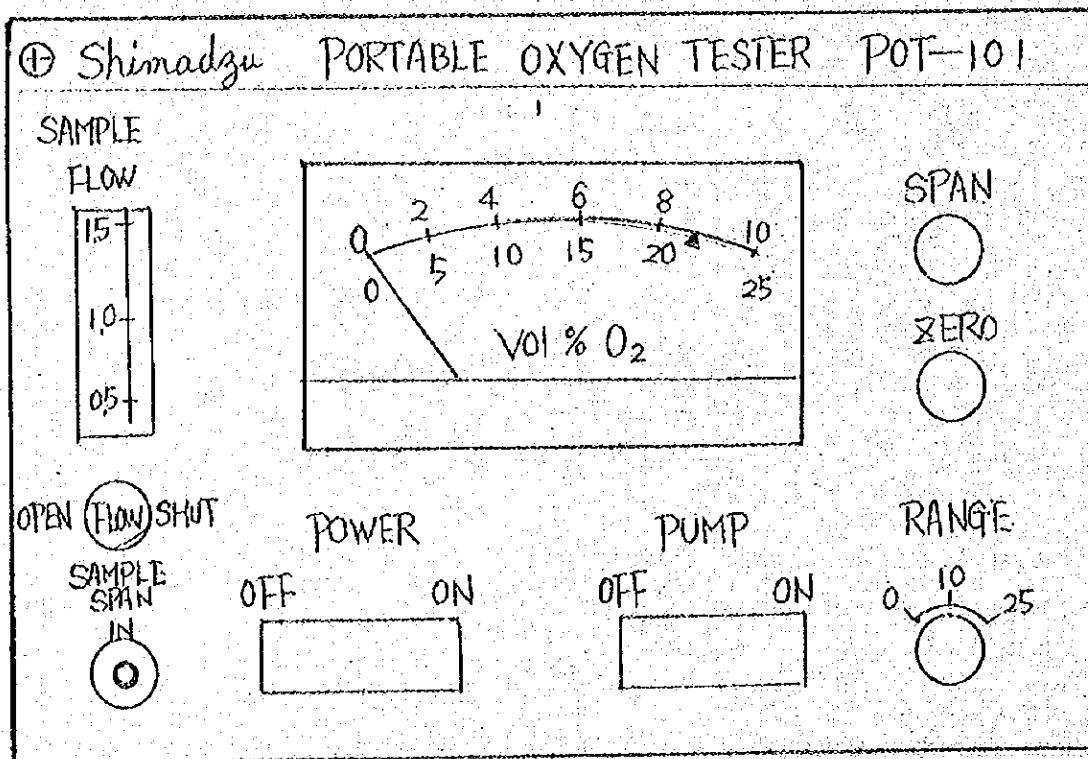 Shimadzu PORTABLE OXYGEN TESTER POT-101
SAMPLE
FLOW
1.5
1.0
0.5
0 2 4 6 8 10
0 5 10 15 20 25
Vol % O₂
SPAN
ZERO
OPEN FLOW SHUT
SAMPLE
SPAN
IN
POWER
OFF ON
PUMP
OFF ON
RANGE
0 10 25